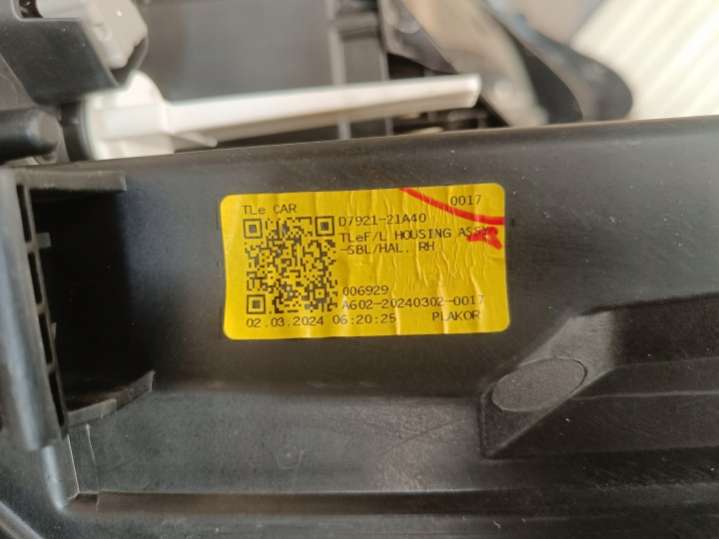 TLe CAR 0017
D7921-21A40
TLeF/L HOUSING ASSY
-SBL/HAL. RH
006929
A602-20240302-0017
02.03.2024 06:20:25 PLAKOR